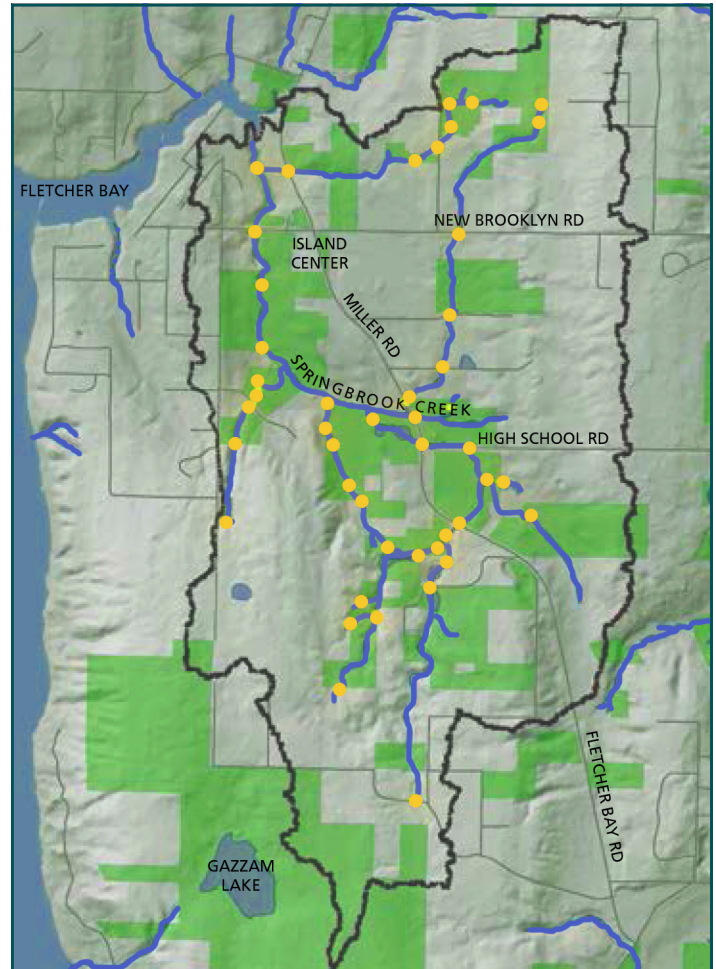 FLETCHER BAY
NEW BROOKLYN RD
ISLAND
CENTER
MILLER RD
SPRINGBROOK CREEK
HIGH SCHOOL RD
FLETCHER BAY RD
GAZZAM
LAKE